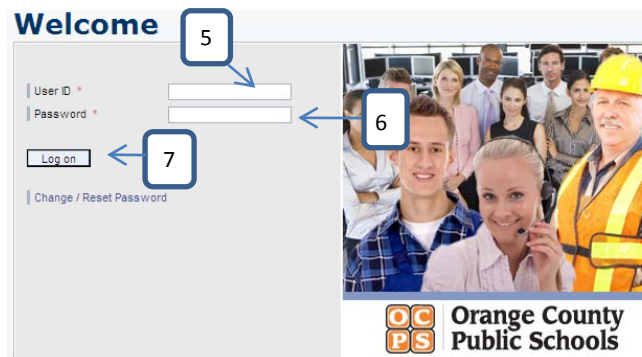 Welcome
5
User ID *
Password *
6
Log on
7
Change / Reset Password
OC
PS
Orange County
Public Schools